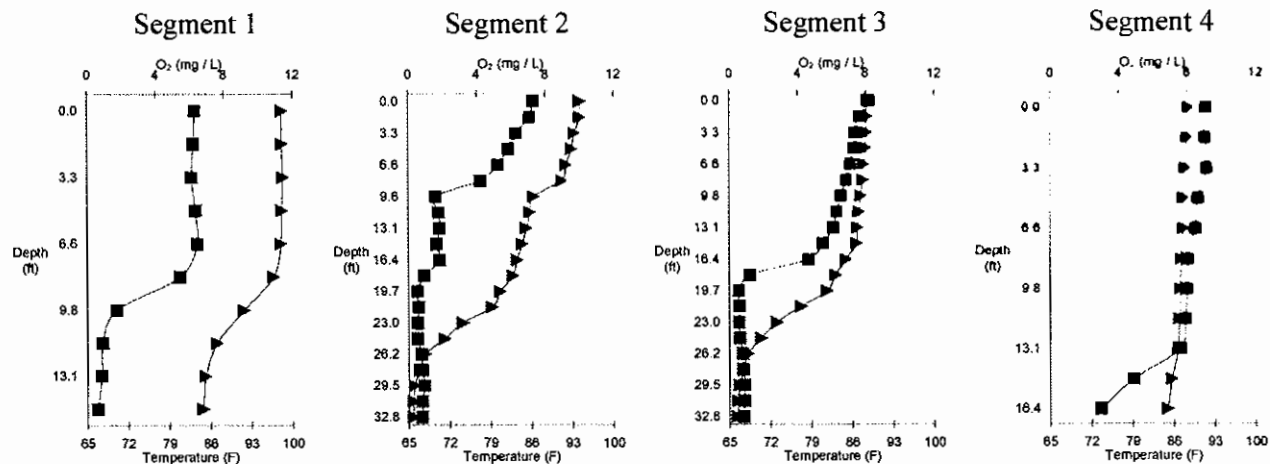 Segment 1 Segment 2 Segment 3 Segment 4
O₂ (mg / L) O₂ (mg / L) O₂ (mg / L) (mg / L)
0 4 8 12 0 4 8 12 0 4 8 12 0 4 8 12
Depth (ft)
0.0
3.3
6.6
9.8
13.1
65 72 79 86 93 100
Temperature (F)
Depth (ft)
0.0
3.3
6.6
9.6
13.1
16.4
19.7
23.0
26.2
29.5
32.8
65 72 79 86 93 100
Temperature (F)
Depth (ft)
0.0
3.3
6.6
9.8
13.1
16.4
19.7
23.0
26.2
29.5
32.8
65 72 79 86 93 100
Temperature (F)
Depth (ft)
0.0
3.3
6.6
9.8
13.1
16.4
65 72 79 86 93 100
Temperature (F)